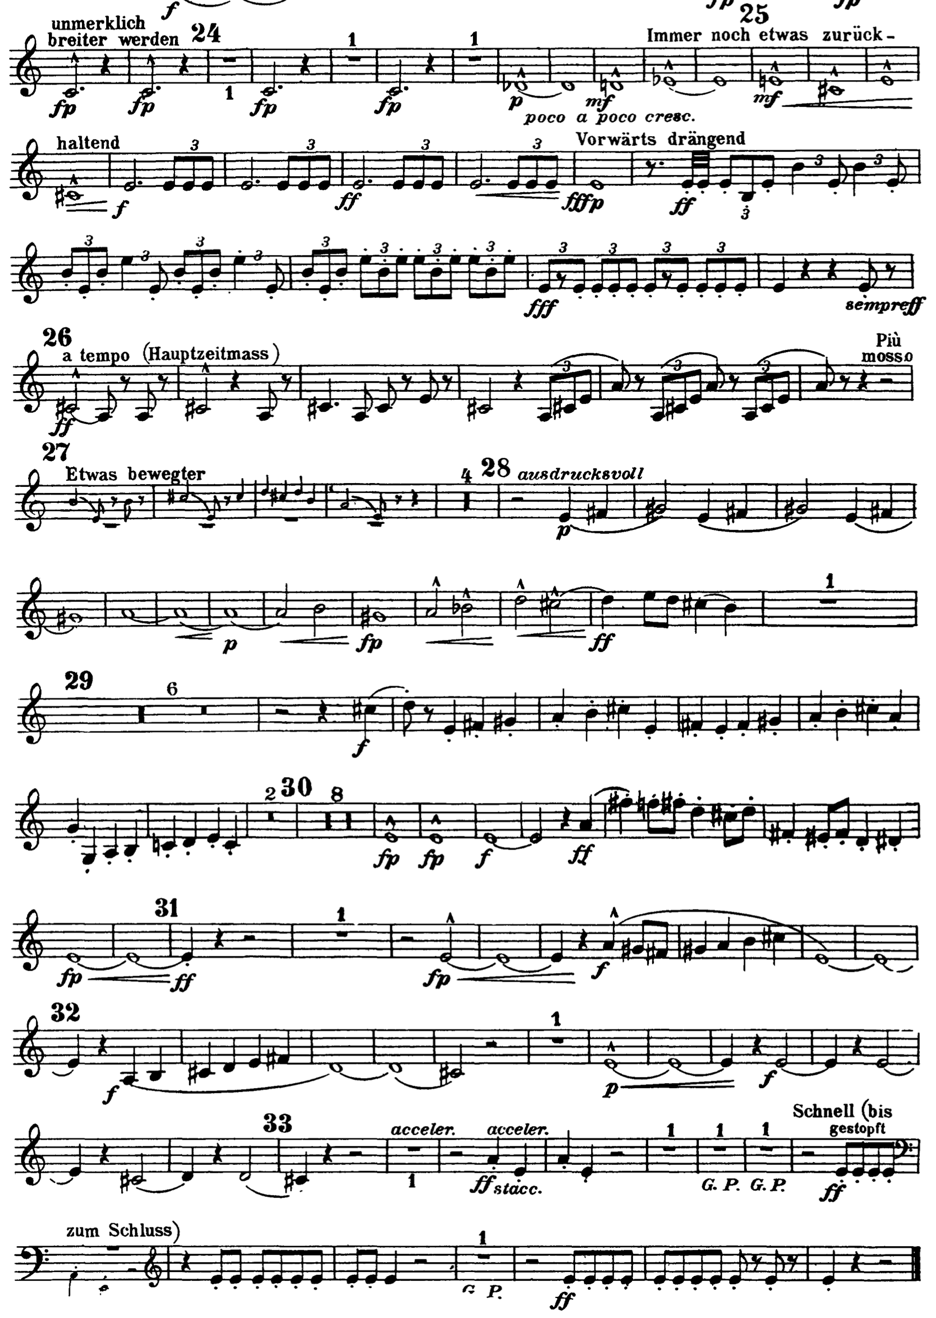 f fp fp
unmerklich 25
breiter werden 24 1 1 Immer noch etwas zurück-
fp fp 1 fp fp p mf mf
poco a poco cresc.
haltend Vorwärts drängend
3 3 3 3 3 3
f ff fffp ff 3
3 3 3 3 3 3 3 3 3 3 3 3
fff sempre ff
26
a tempo (Hauptzeitmass) Più
mosso
3 3 3
ff
27
Etwas bewegter 4 28 ausdrucksvoll
p
1
p fp ff
29 6
f
2 30 8
fp fp f ff
31 1
fp ff fp f
32 1
f p f
Schnell (bis
33 acceler. acceler. 1 1 1 gestopft
1 ff stacc. G. P. G. P. ff
zum Schluss) 1
G. P. ff